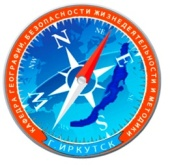 КАФЕДРА ГЕОГРАФИИ, БЕЗОПАСНОСТИ ЖИЗНЕДЕЯТЕЛЬНОСТИ И МЕТОДИКИ
Г. ИРКУТСК
N
E
S
W